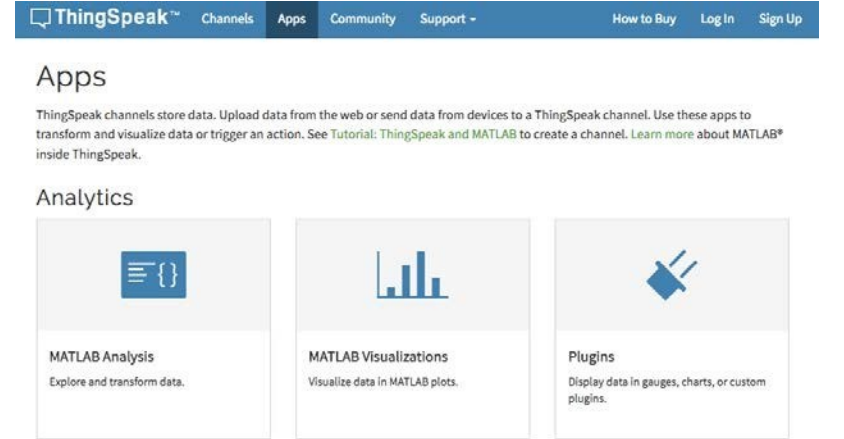 ThingSpeak™ Channels Apps Community Support How to Buy Log In Sign Up
Apps
ThingSpeak channels store data. Upload data from the web or send data from devices to a ThingSpeak channel. Use these apps to
transform and visualize data or trigger an action. See Tutorial: ThingSpeak and MATLAB to create a channel. Learn more about MATLAB®
inside ThingSpeak.
Analytics
{}
MATLAB Analysis
Explore and transform data.
MATLAB Visualizations
Visualize data in MATLAB plots.
Plugins
Display data in gauges, charts, or custom
plugins.